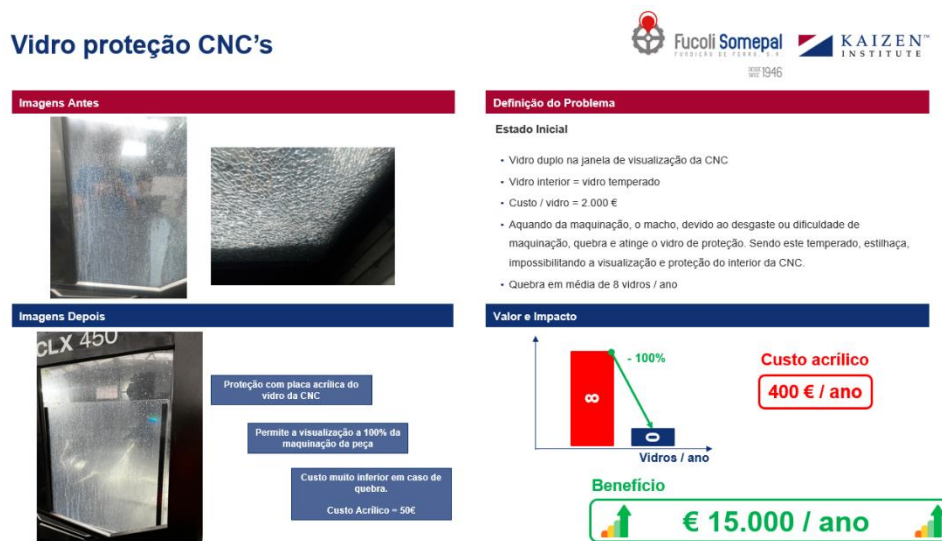 Vidro proteção CNC's
Fucoli Somepal
FUNDIÇÃO DE FERRO, S.A.
DESDE
1946
KAIZEN™
INSTITUTE
Imagens Antes
Definição do Problema
Estado Inicial
• Vidro duplo na janela de visualização da CNC
• Vidro interior = vidro temperado
• Custo / vidro = 2.000 €
• Aquando da maquinação, o macho, devido ao desgaste ou dificuldade de
maquinação, quebra e atinge o vidro de proteção. Sendo este temperado, estilhaça,
impossibilitando a visualização e proteção do interior da CNC.
• Quebra em média de 8 vidros / ano
Imagens Depois
CLX 450
Proteção com placa acrílica do
vidro da CNC
Permite a visualização a 100% da
maquinação da peça
Custo muito inferior em caso de
quebra.
Custo Acrílico = 50€
Valor e Impacto
- 100%
8
0
Vidros / ano
Custo acrílico
400 € / ano
Benefício
€ 15.000 / ano